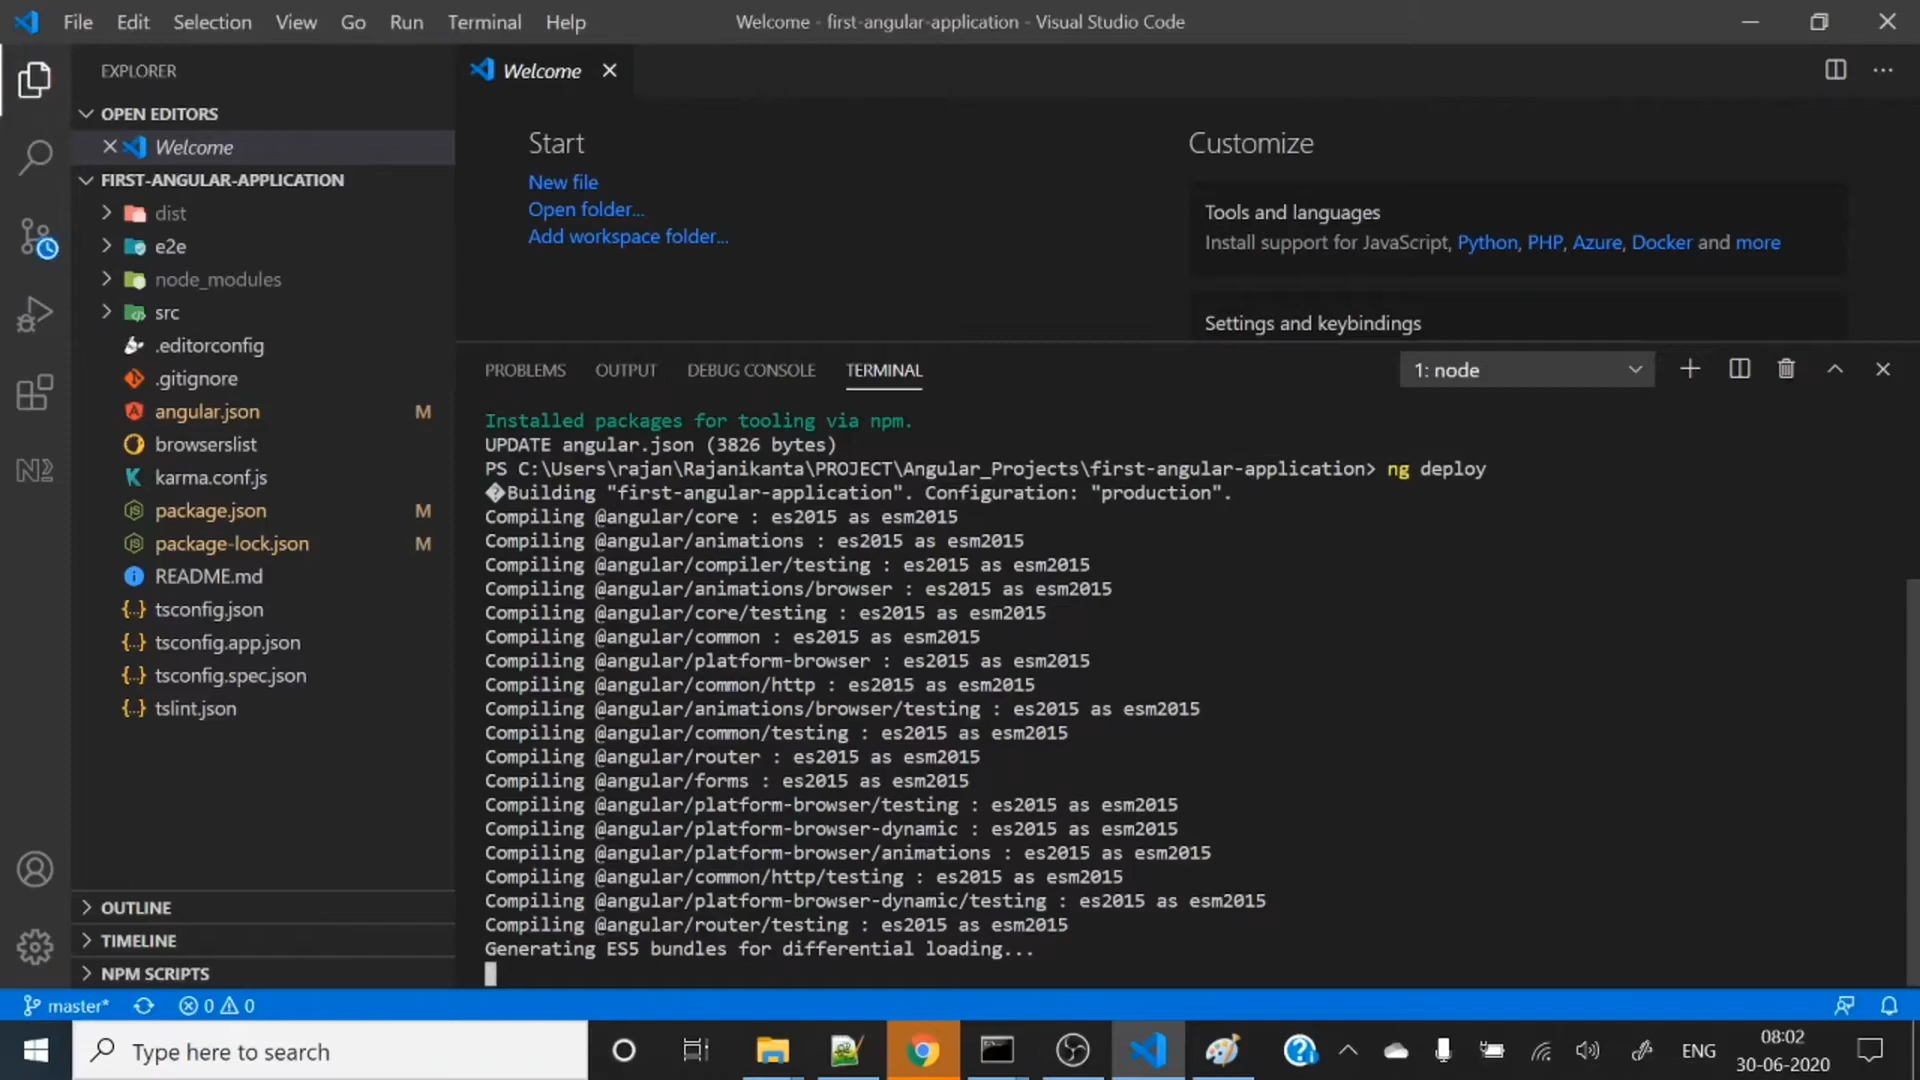 File Edit Selection View Go Run Terminal Help
Welcome - first-angular-application - Visual Studio Code
EXPLORER
OPEN EDITORS
Welcome
FIRST-ANGULAR-APPLICATION
dist
e2e
node_modules
src
.editorconfig
.gitignore
angular.json M
browserslist
karma.conf.js
package.json M
package-lock.json M
README.md
tsconfig.json
tsconfig.app.json
tsconfig.spec.json
tslint.json
OUTLINE
TIMELINE
NPM SCRIPTS
Welcome
Start
New file
Open folder...
Add workspace folder...
Customize
Tools and languages
Install support for JavaScript, Python, PHP, Azure, Docker and more
Settings and keybindings
PROBLEMS OUTPUT DEBUG CONSOLE TERMINAL
1: node
Installed packages for tooling via npm.
UPDATE angular.json (3826 bytes)
PS C:\Users\rajan\Rajanikanta\PROJECT\Angular_Projects\first-angular-application> ng deploy
�Building "first-angular-application". Configuration: "production".
Compiling @angular/core : es2015 as esm2015
Compiling @angular/animations : es2015 as esm2015
Compiling @angular/compiler/testing : es2015 as esm2015
Compiling @angular/animations/browser : es2015 as esm2015
Compiling @angular/core/testing : es2015 as esm2015
Compiling @angular/common : es2015 as esm2015
Compiling @angular/platform-browser : es2015 as esm2015
Compiling @angular/common/http : es2015 as esm2015
Compiling @angular/animations/browser/testing : es2015 as esm2015
Compiling @angular/common/testing : es2015 as esm2015
Compiling @angular/router : es2015 as esm2015
Compiling @angular/forms : es2015 as esm2015
Compiling @angular/platform-browser/testing : es2015 as esm2015
Compiling @angular/platform-browser-dynamic : es2015 as esm2015
Compiling @angular/platform-browser/animations : es2015 as esm2015
Compiling @angular/common/http/testing : es2015 as esm2015
Compiling @angular/platform-browser-dynamic/testing : es2015 as esm2015
Compiling @angular/router/testing : es2015 as esm2015
Generating ES5 bundles for differential loading...
master* 0 0
Type here to search
ENG
08:02
30-06-2020